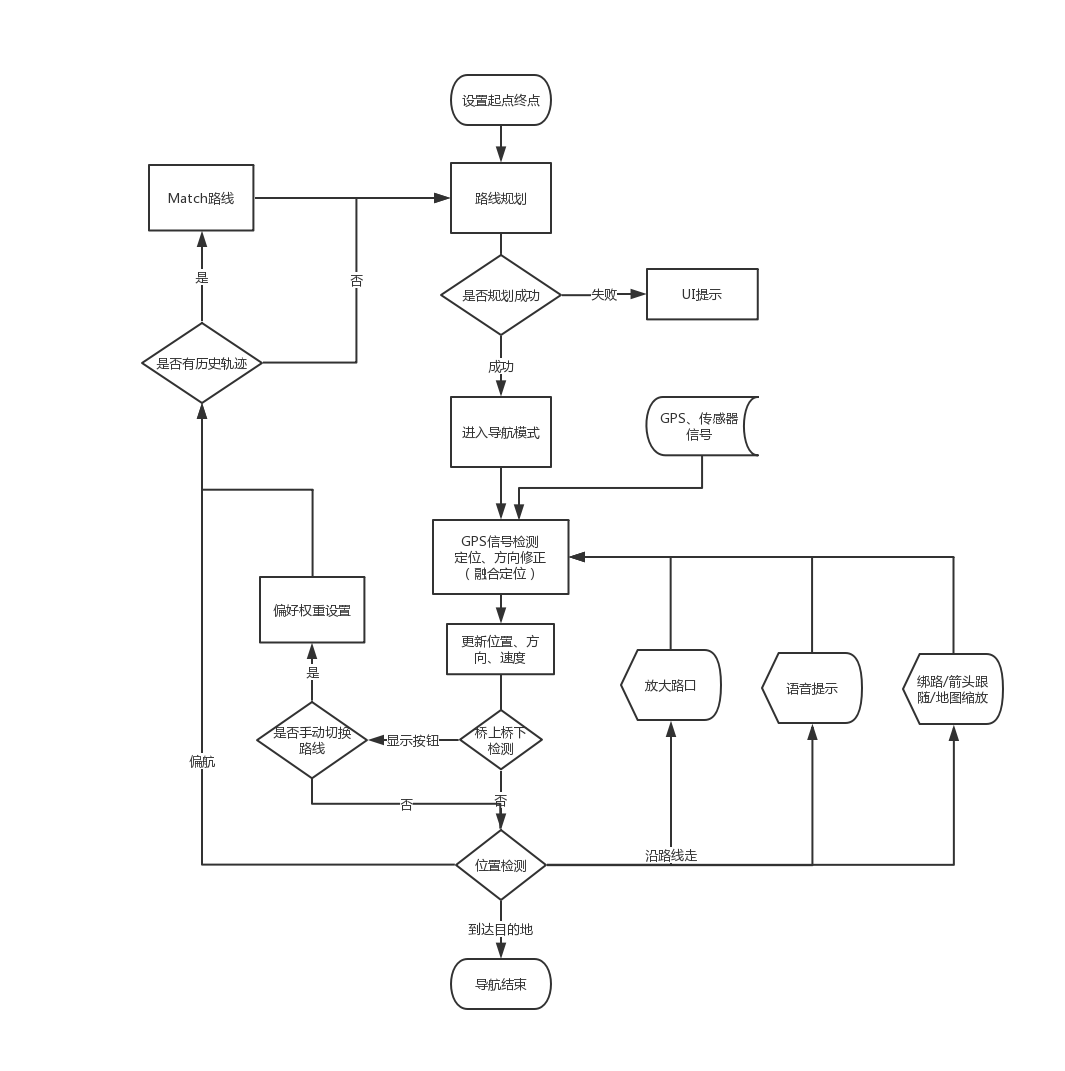 设置起点终点
Match路线
路线规划
是
否
是否规划成功
失败
UI提示
是否有历史轨迹
成功
进入导航模式
GPS、传感器
信号
GPS信号检测
定位、方向修正
（融合定位）
偏好权重设置
更新位置、方
向、速度
是
放大路口
语音提示
绑路/箭头跟
随/地图缩放
是否手动切换
路线
显示按钮
桥上桥下
检测
偏航
否
否
位置检测
沿路线走
到达目的地
导航结束